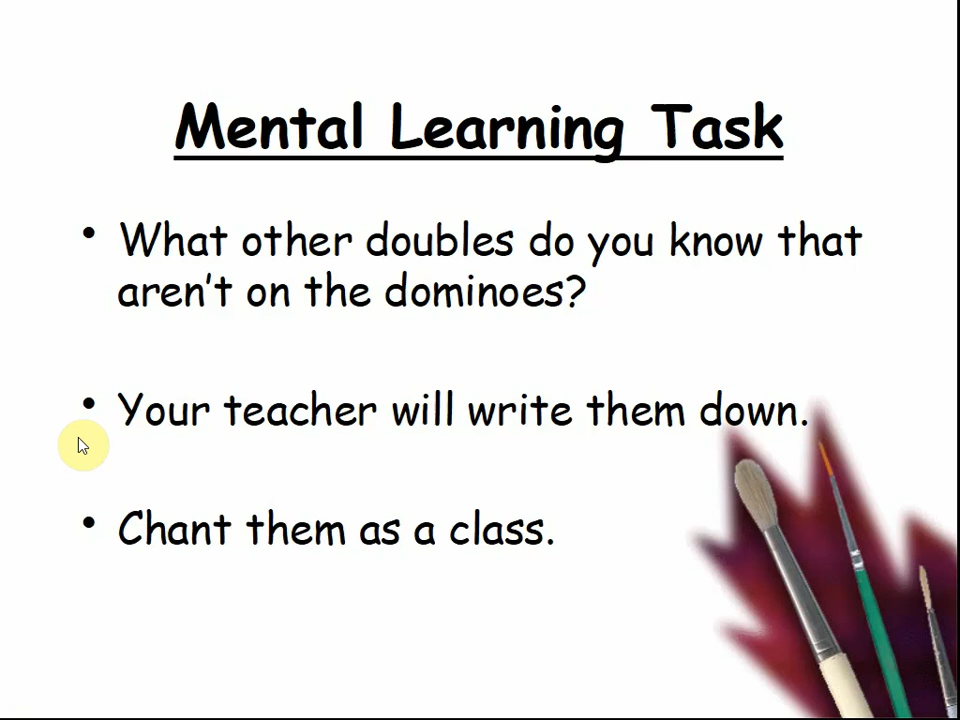 Mental Learning Task
• What other doubles do you know that
aren’t on the dominoes?
• Your teacher will write them down.
• Chant them as a class.